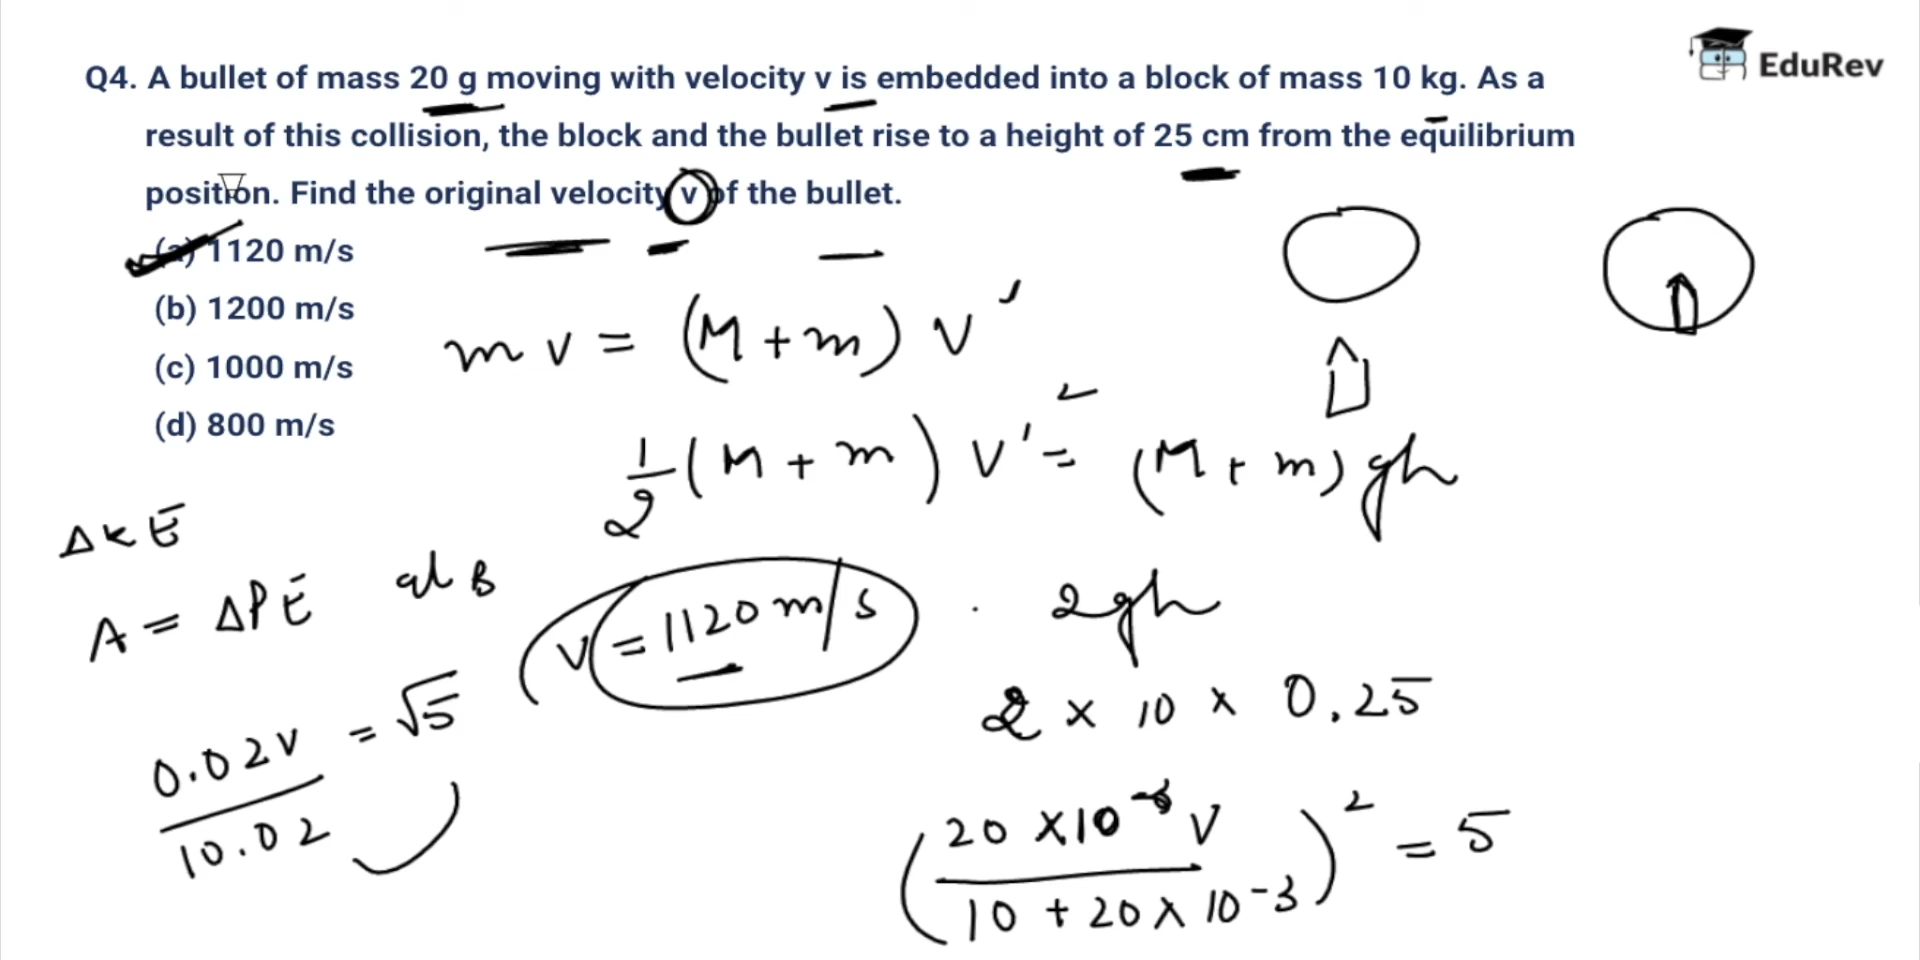 EduRev
Q4. A bullet of mass 20 g moving with velocity v is embedded into a block of mass 10 kg. As a
result of this collision, the block and the bullet rise to a height of 25 cm from the equilibrium
position. Find the original velocity v of the bullet.
(a) 1120 m/s
(b) 1200 m/s
(c) 1000 m/s
(d) 800 m/s
m v = (M + m) v'
1/2 (M + m) v'² = (M + m) gh
ΔKE
A = ΔPE at B
v = 1120 m/s
2gh
2 × 10 × 0.25
0.02v / 10.02 = √5
(20 × 10⁻³ v / 10 + 20 × 10⁻³)² = 5